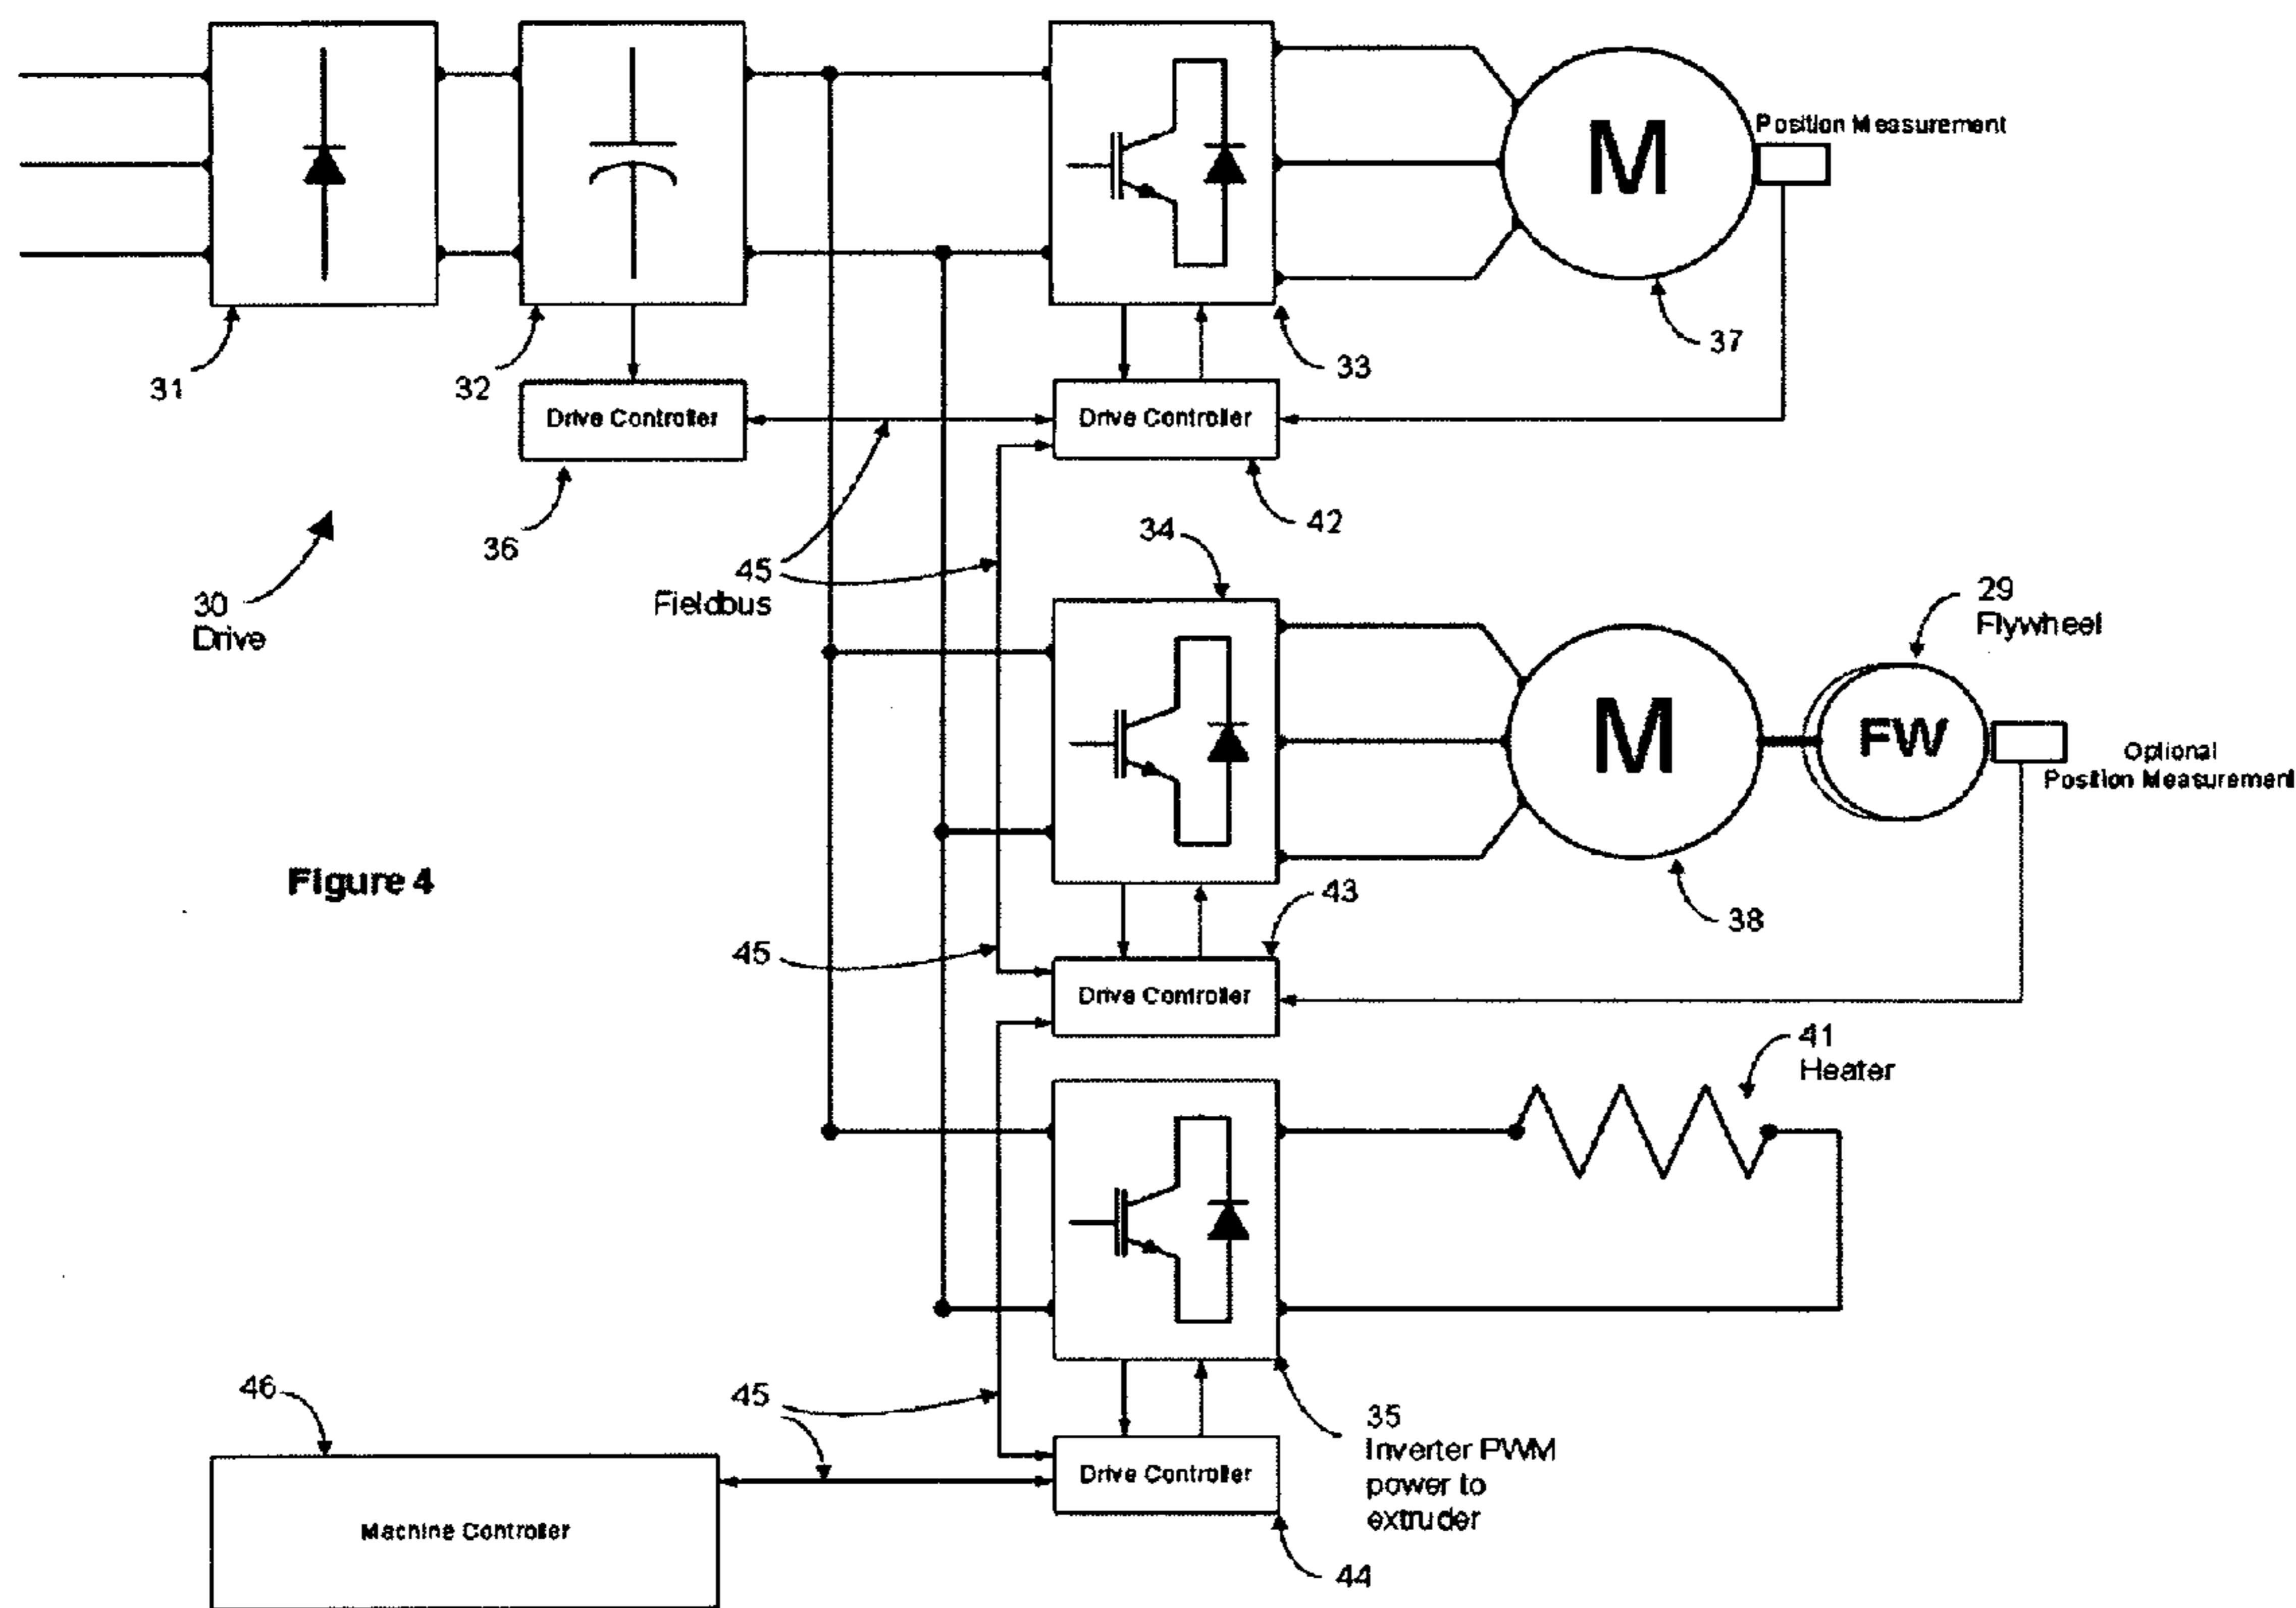 M
Position Measurement
31
32
33
37
Drive Controller
Drive Controller
36
42
34
45
Fieldbus
30
Drive
29
Flywheel
M
FW
Optional
Position Measurement
Figure 4
43
38
45
Drive Controller
41
Heater
46
45
35
Inverter PWM
power to
extruder
Drive Controller
Machine Controller
44